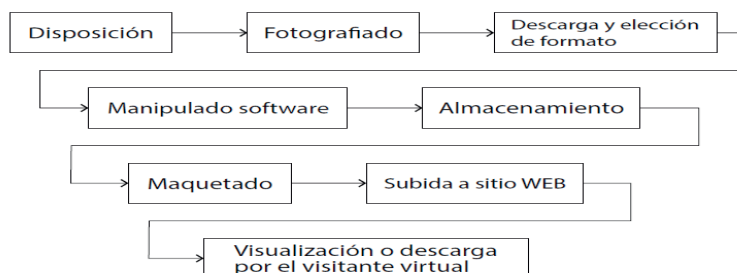 Disposición
Fotografiado
Descarga y elección
de formato
Manipulado software
Almacenamiento
Maquetado
Subida a sitio WEB
Visualización o descarga
por el visitante virtual